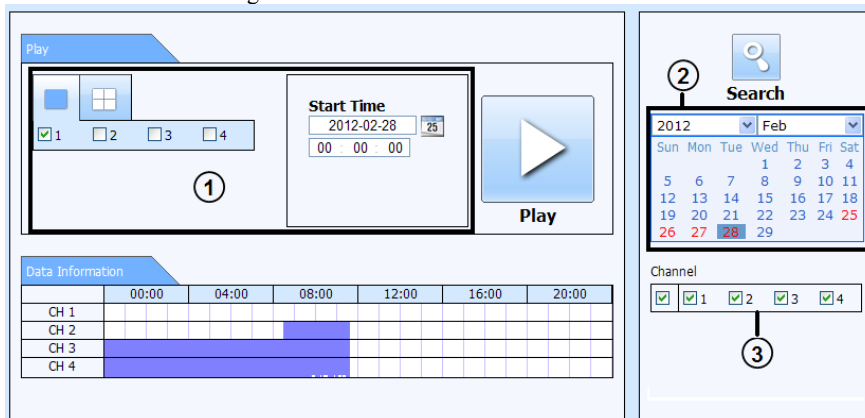 Play
1 2 3 4
Start Time
2012-02-28 25
00 : 00 : 00
1
Play
Data Information
00:00 04:00 08:00 12:00 16:00 20:00
CH 1
CH 2
CH 3
CH 4
2
Search
2012 Feb
Sun Mon Tue Wed Thu Fri Sat
1 2 3 4
5 6 7 8 9 10 11
12 13 14 15 16 17 18
19 20 21 22 23 24 25
26 27 28 29
Channel
1 2 3 4
3